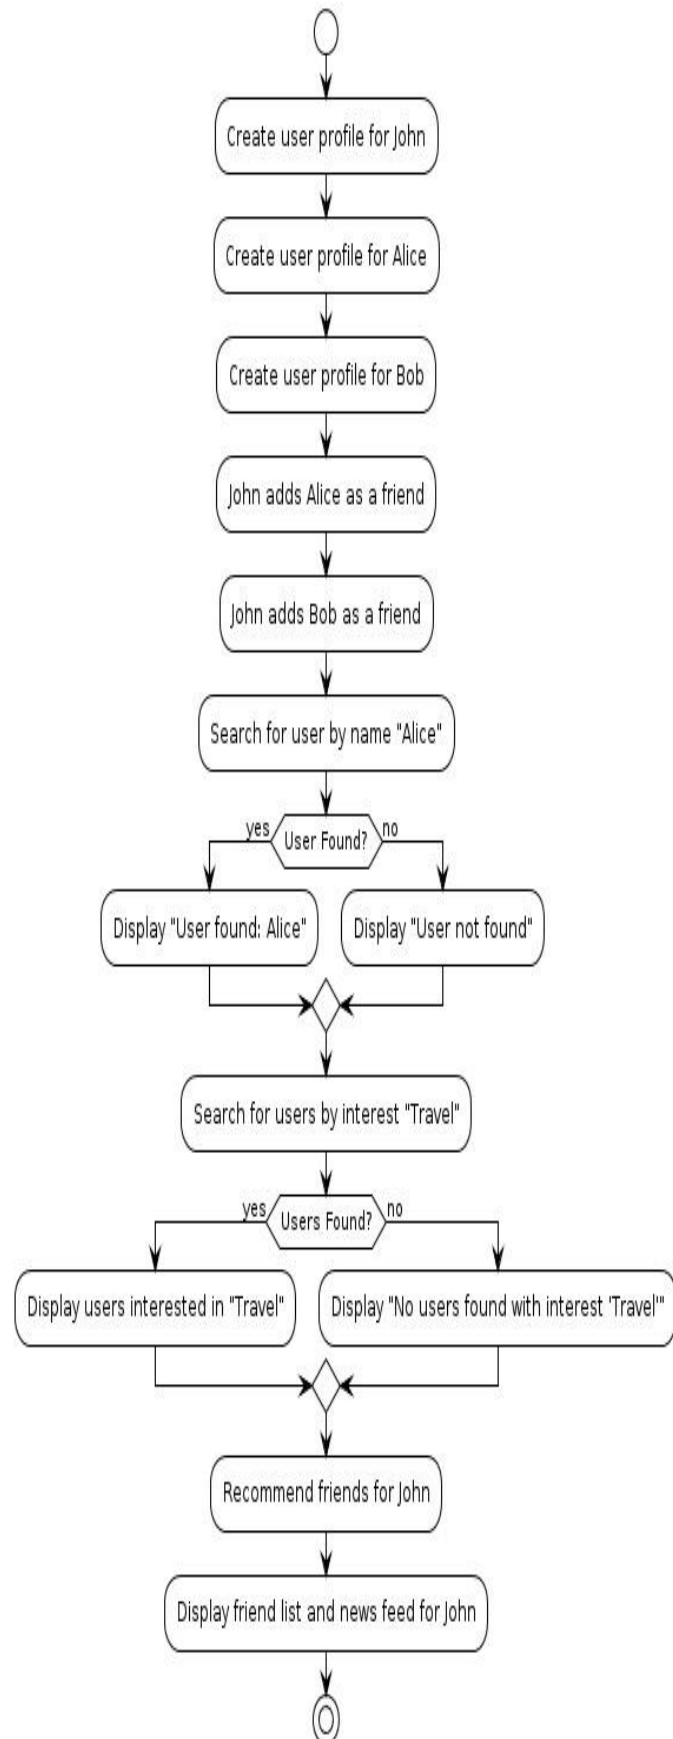 Create user profile for John
Create user profile for Alice
Create user profile for Bob
John adds Alice as a friend
John adds Bob as a friend
Search for user by name "Alice"
yes
User Found?
no
Display "User found: Alice"
Display "User not found"
Search for users by interest "Travel"
yes
Users Found?
no
Display users interested in "Travel"
Display "No users found with interest 'Travel'"
Recommend friends for John
Display friend list and news feed for John